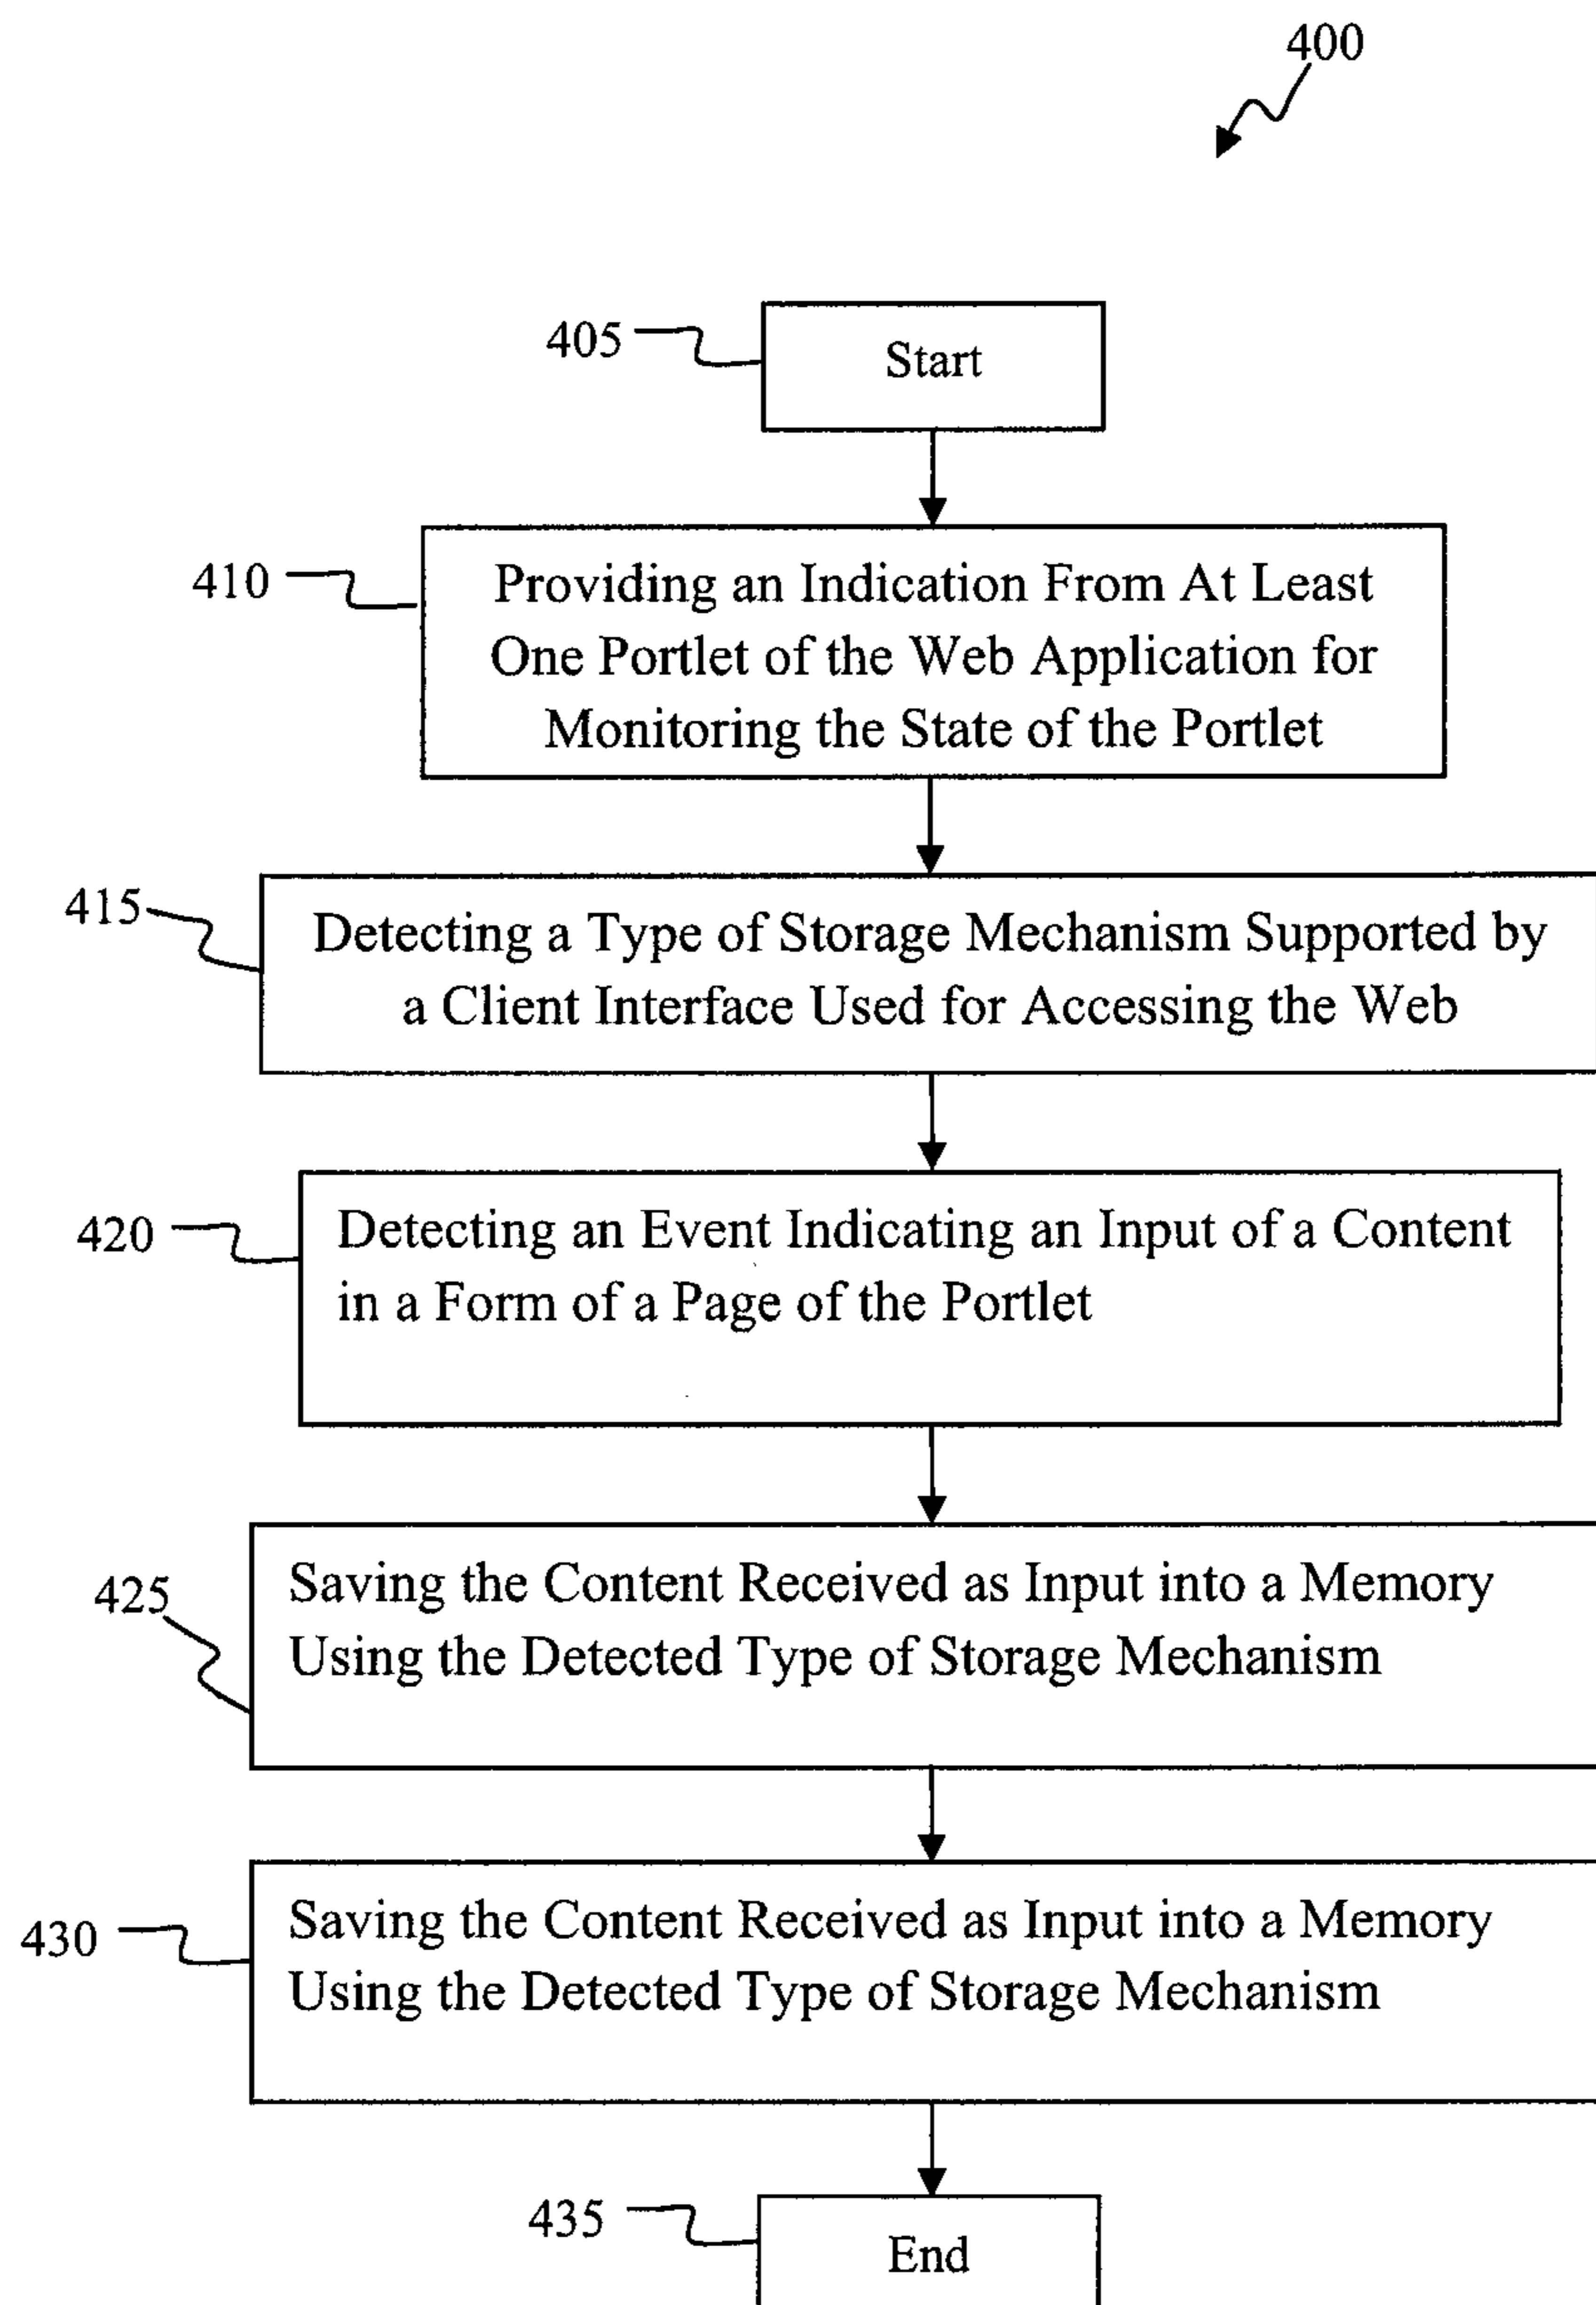 400
405
Start
410
Providing an Indication From At Least
One Portlet of the Web Application for
Monitoring the State of the Portlet
415
Detecting a Type of Storage Mechanism Supported by
a Client Interface Used for Accessing the Web
420
Detecting an Event Indicating an Input of a Content
in a Form of a Page of the Portlet
425
Saving the Content Received as Input into a Memory
Using the Detected Type of Storage Mechanism
430
Saving the Content Received as Input into a Memory
Using the Detected Type of Storage Mechanism
435
End